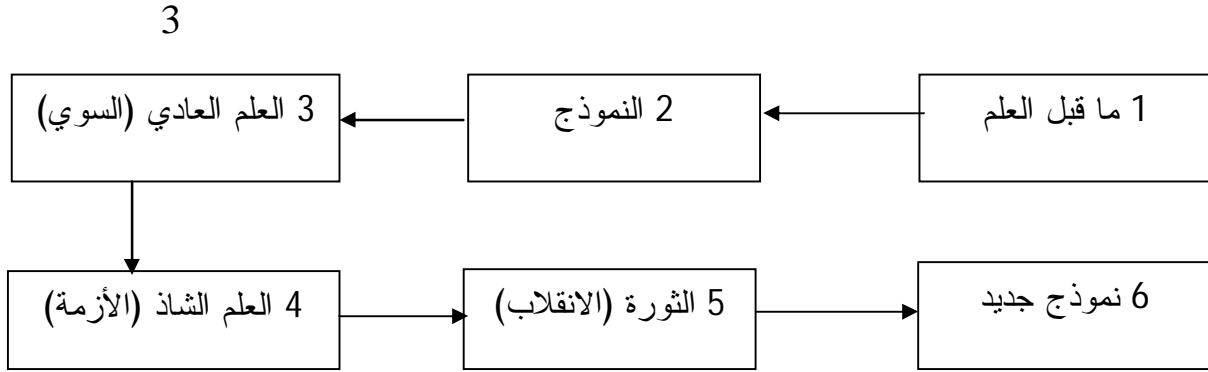 3
1 ما قبل العلم
2 النموذج
3 العلم العادي (السوي)
4 العلم الشاذ (الأزمة)
5 الثورة (الانقلاب)
6 نموذج جديد